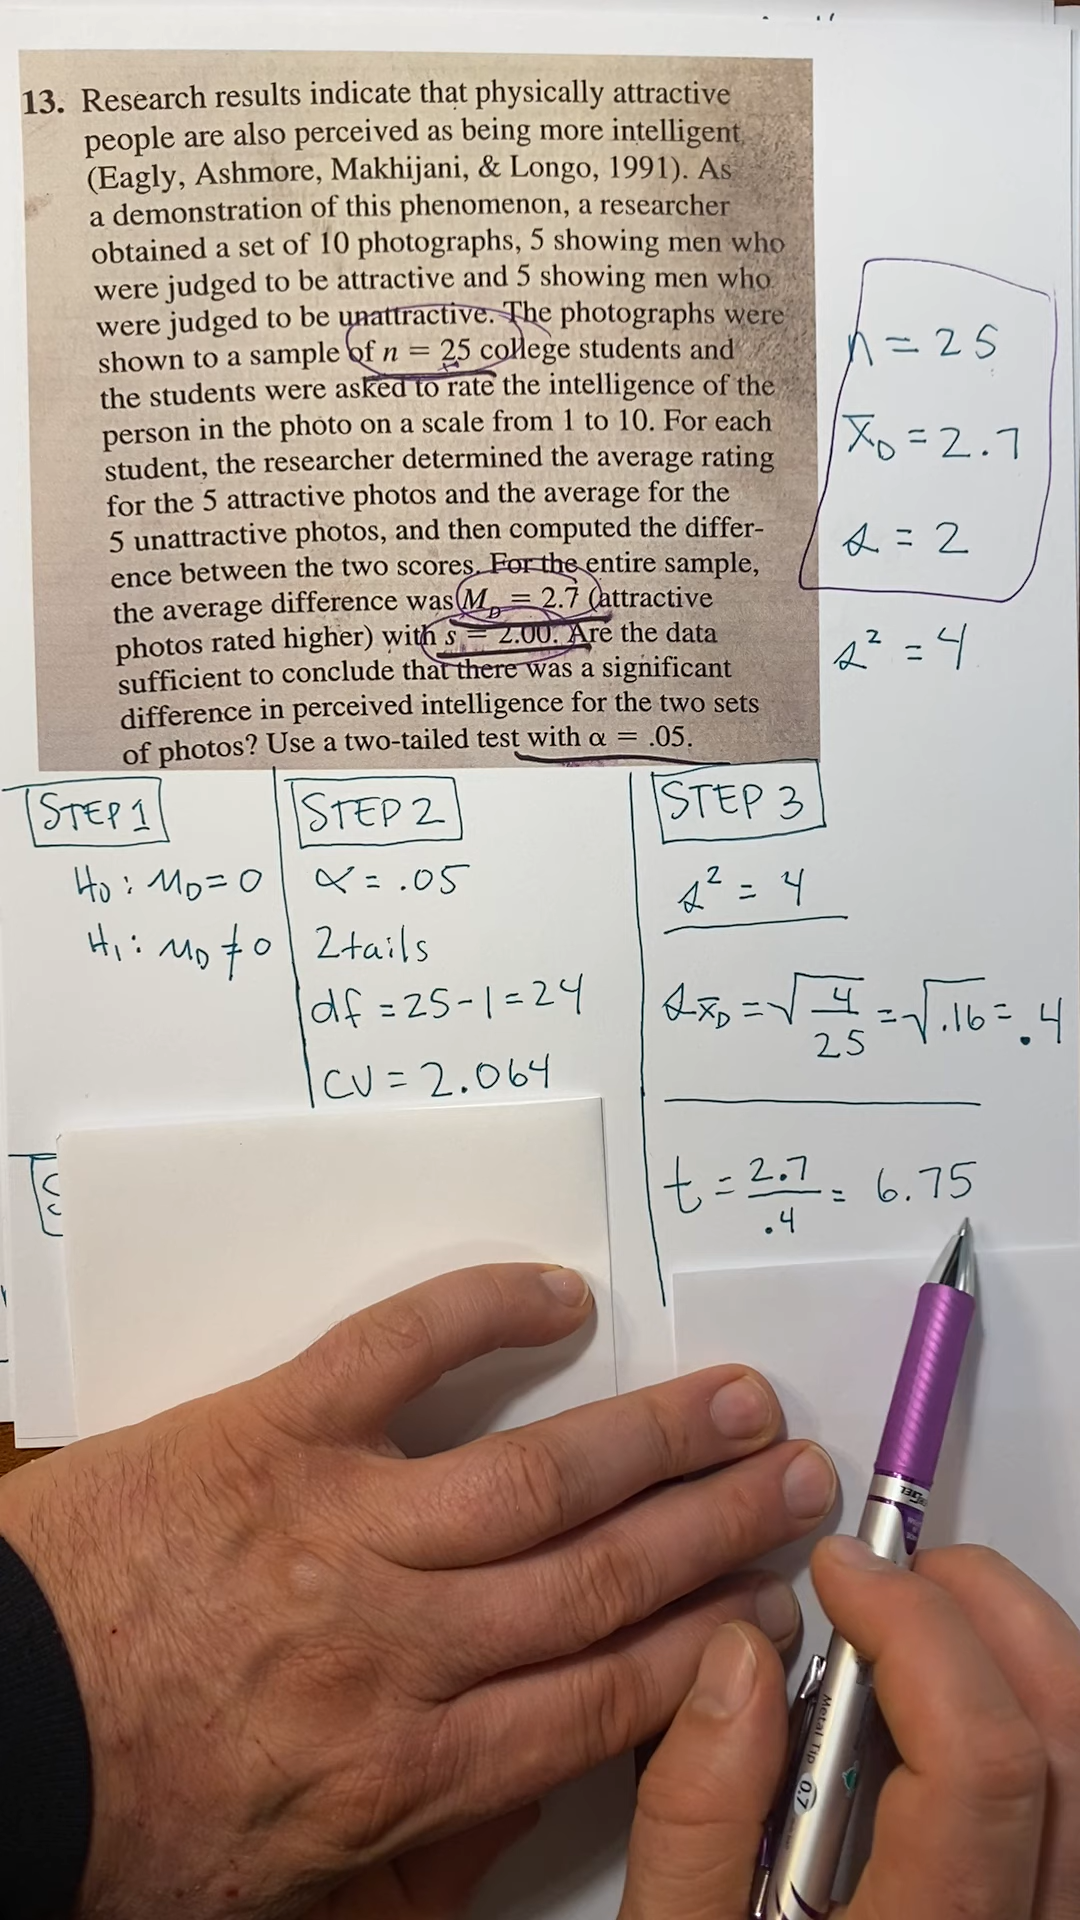 13. Research results indicate that physically attractive
people are also perceived as being more intelligent
(Eagly, Ashmore, Makhijani, & Longo, 1991). As
a demonstration of this phenomenon, a researcher
obtained a set of 10 photographs, 5 showing men who
were judged to be attractive and 5 showing men who
were judged to be unattractive. The photographs were
shown to a sample of n = 25 college students and
the students were asked to rate the intelligence of the
person in the photo on a scale from 1 to 10. For each
student, the researcher determined the average rating
for the 5 attractive photos and the average for the
5 unattractive photos, and then computed the differ-
ence between the two scores. For the entire sample,
the average difference was M_D = 2.7 (attractive
photos rated higher) with s = 2.00. Are the data
sufficient to conclude that there was a significant
difference in perceived intelligence for the two sets
of photos? Use a two-tailed test with α = .05.
n = 25
X̄_D = 2.7
s = 2
s² = 4
STEP 1
H₀ : μ_D = 0
H₁ : μ_D ≠ 0
STEP 2
α = .05
2 tails
df = 25 - 1 = 24
CV = 2.064
STEP 3
s² = 4
s_X̄_D = √4/25 = √.16 = .4
t = 2.7/.4 = 6.75
Metal Tip 0.7